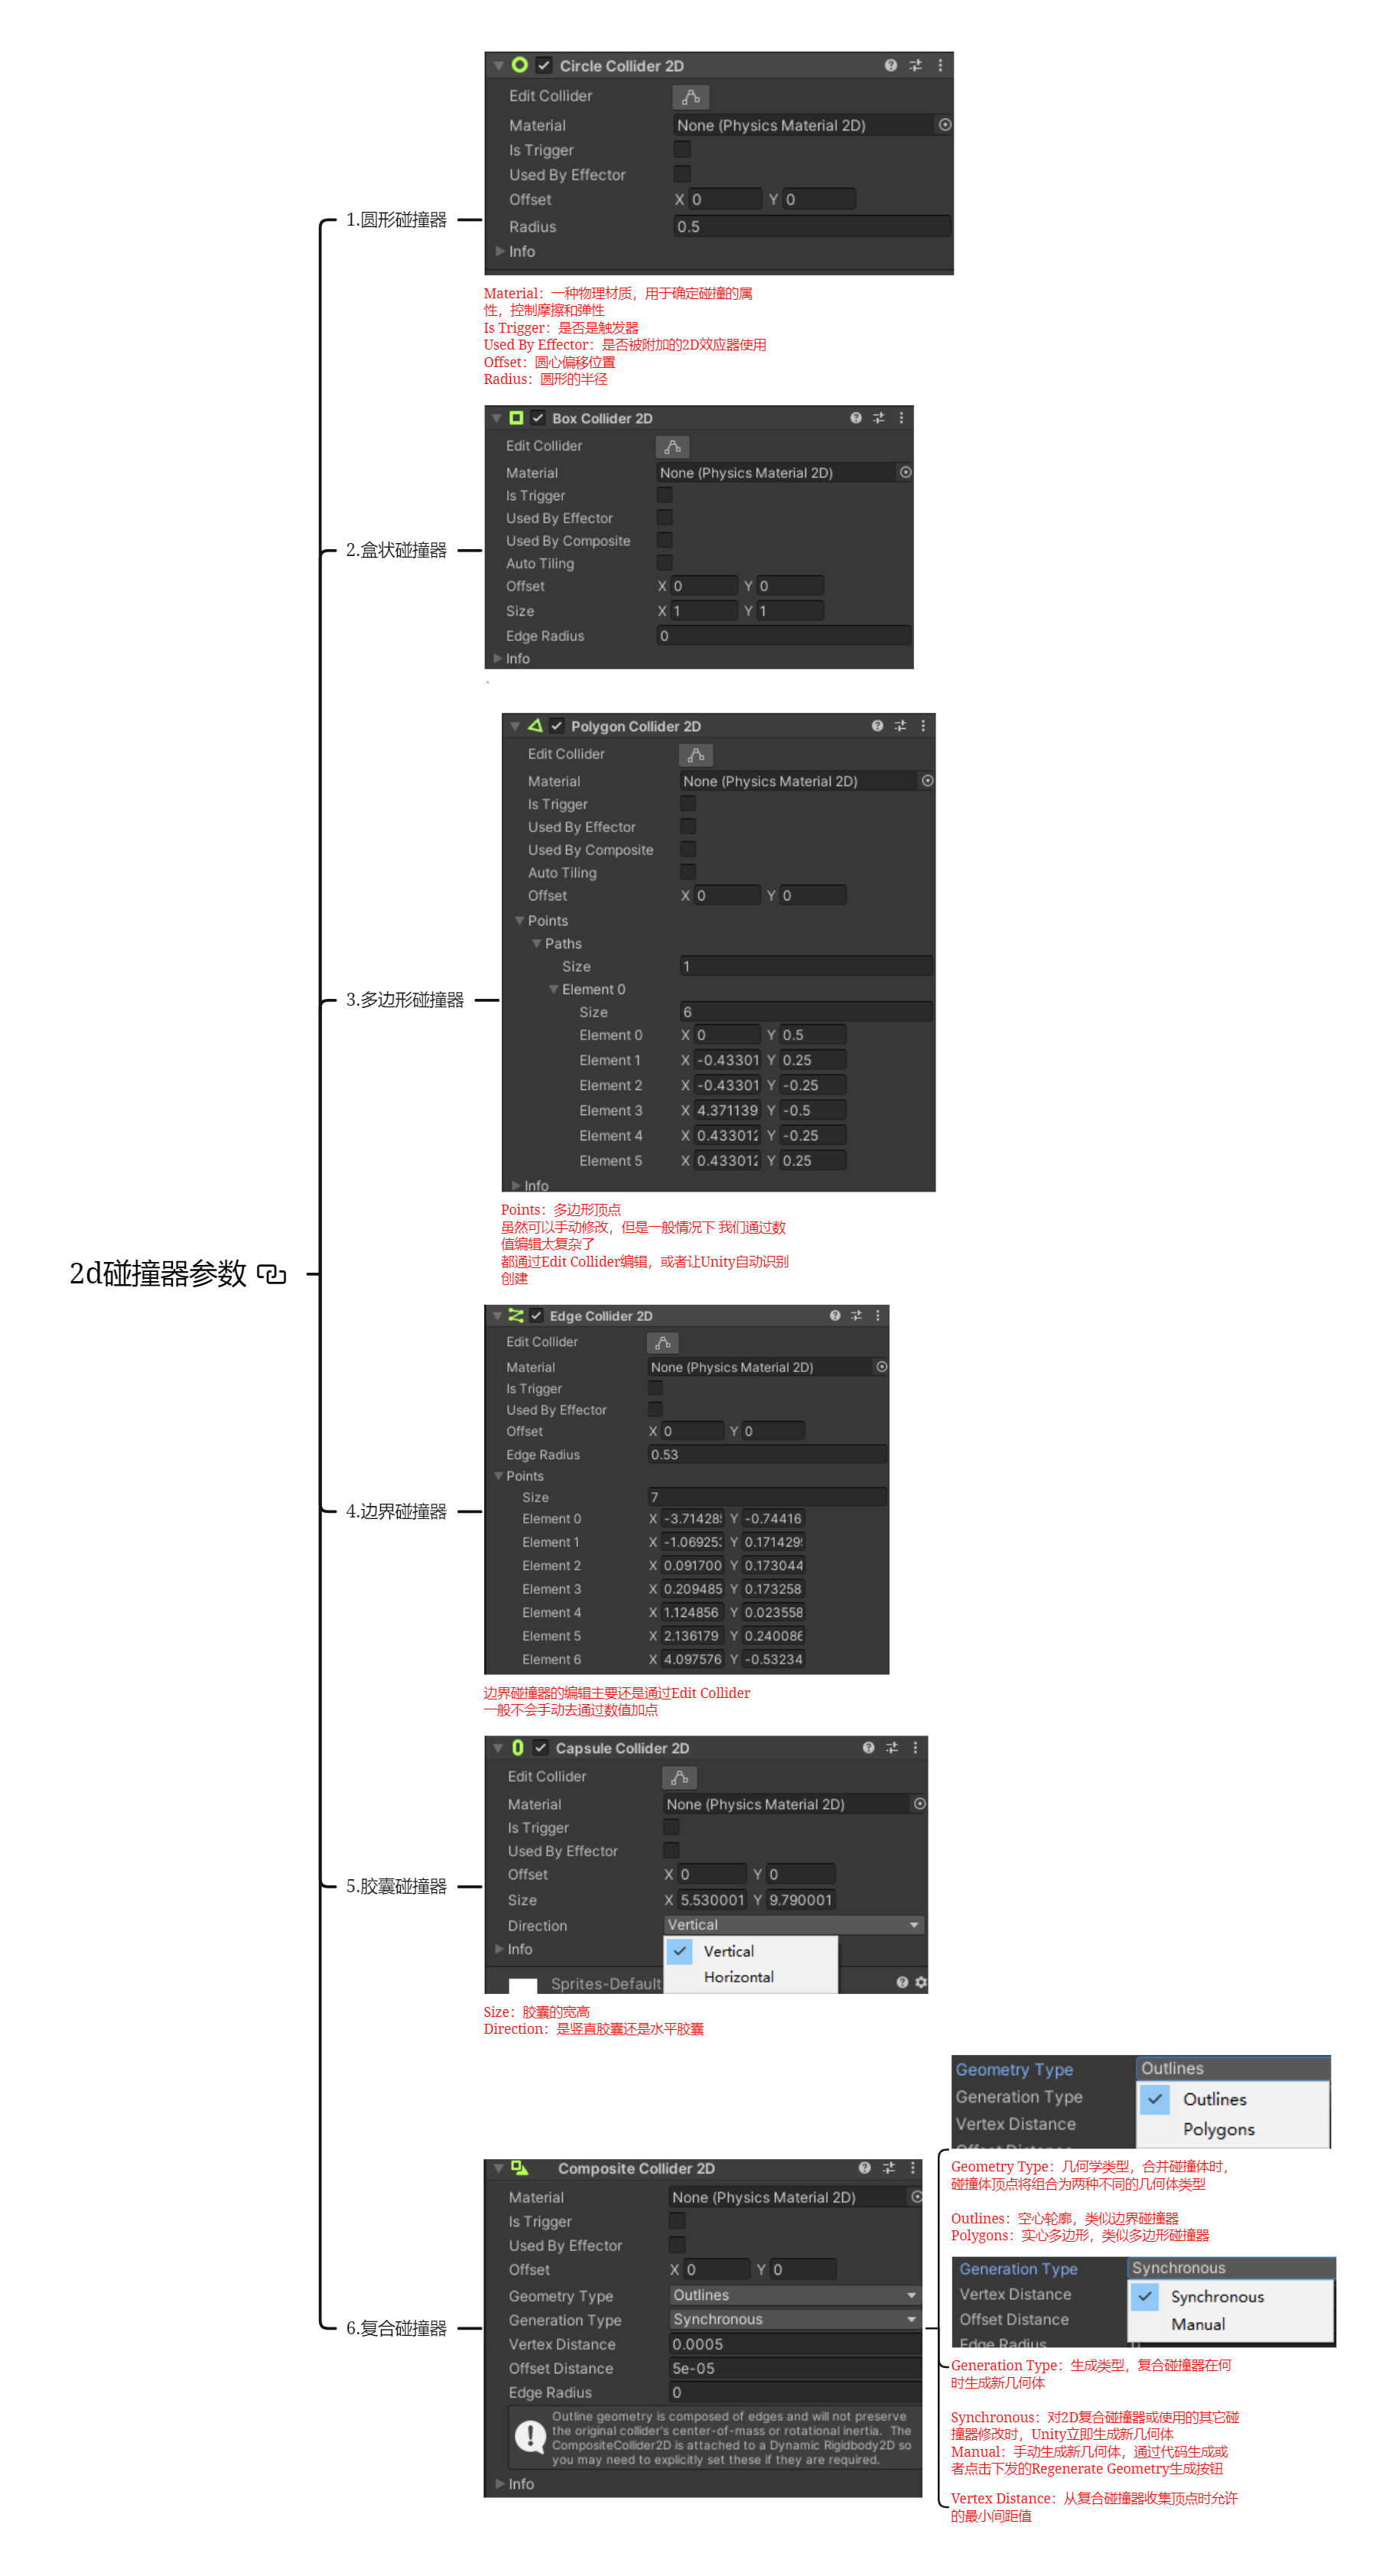 2d碰撞器参数
1.圆形碰撞器
Circle Collider 2D
Edit Collider
Material None (Physics Material 2D)
Is Trigger
Used By Effector
Offset X 0 Y 0
Radius 0.5
Info
Material：一种物理材质，用于确定碰撞的属
性，控制摩擦和弹性
Is Trigger：是否是触发器
Used By Effector：是否被附加的2D效应器使用
Offset：圆心偏移位置
Radius：圆形的半径
2.盒状碰撞器
Box Collider 2D
Edit Collider
Material None (Physics Material 2D)
Is Trigger
Used By Effector
Used By Composite
Auto Tiling
Offset X 0 Y 0
Size X 1 Y 1
Edge Radius 0
Info
`
3.多边形碰撞器
Polygon Collider 2D
Edit Collider
Material None (Physics Material 2D)
Is Trigger
Used By Effector
Used By Composite
Auto Tiling
Offset X 0 Y 0
Points
Paths
Size 1
Element 0
Size 6
Element 0 X 0 Y 0.5
Element 1 X -0.43301 Y 0.25
Element 2 X -0.43301 Y -0.25
Element 3 X 4.371139 Y -0.5
Element 4 X 0.433012 Y -0.25
Element 5 X 0.433012 Y 0.25
Info
Points：多边形顶点
虽然可以手动修改，但是一般情况下 我们通过数
值编辑太复杂了
都通过Edit Collider编辑，或者让Unity自动识别
创建
4.边界碰撞器
Edge Collider 2D
Edit Collider
Material None (Physics Material 2D)
Is Trigger
Used By Effector
Offset X 0 Y 0
Edge Radius 0.53
Points
Size 7
Element 0 X -3.71428 Y -0.74416
Element 1 X -1.06925 Y 0.171429
Element 2 X 0.091700 Y 0.173044
Element 3 X 0.209485 Y 0.173258
Element 4 X 1.124856 Y 0.023558
Element 5 X 2.136179 Y 0.240086
Element 6 X 4.097576 Y -0.53234
边界碰撞器的编辑主要还是通过Edit Collider
一般不会手动去通过数值加点
5.胶囊碰撞器
Capsule Collider 2D
Edit Collider
Material None (Physics Material 2D)
Is Trigger
Used By Effector
Offset X 0 Y 0
Size X 5.530001 Y 9.790001
Direction Vertical
Info Vertical
Sprites-Default Horizontal
Size：胶囊的宽高
Direction：是竖直胶囊还是水平胶囊
6.复合碰撞器
Composite Collider 2D
Material None (Physics Material 2D)
Is Trigger
Used By Effector
Offset X 0 Y 0
Geometry Type Outlines
Generation Type Synchronous
Vertex Distance 0.0005
Offset Distance 5e-05
Edge Radius 0
Outline geometry is composed of edges and will not preserve
the original collider's center-of-mass or rotational inertia. The
CompositeCollider2D is attached to a Dynamic Rigidbody2D so
you may need to explicitly set these if they are required.
Info
Geometry Type Outlines
Generation Type Outlines
Vertex Distance Polygons
Offset Distance
Geometry Type：几何学类型，合并碰撞体时，
碰撞体顶点将组合为两种不同的几何体类型
Outlines：空心轮廓，类似边界碰撞器
Polygons：实心多边形，类似多边形碰撞器
Generation Type Synchronous
Vertex Distance Synchronous
Offset Distance Manual
Edge Radius
Generation Type：生成类型，复合碰撞器在何
时生成新几何体
Synchronous：对2D复合碰撞器或使用的其它碰
撞器修改时，Unity立即生成新几何体
Manual：手动生成新几何体，通过代码生成或
者点击下发的Regenerate Geometry生成按钮
Vertex Distance：从复合碰撞器收集顶点时允许
的最小间距值